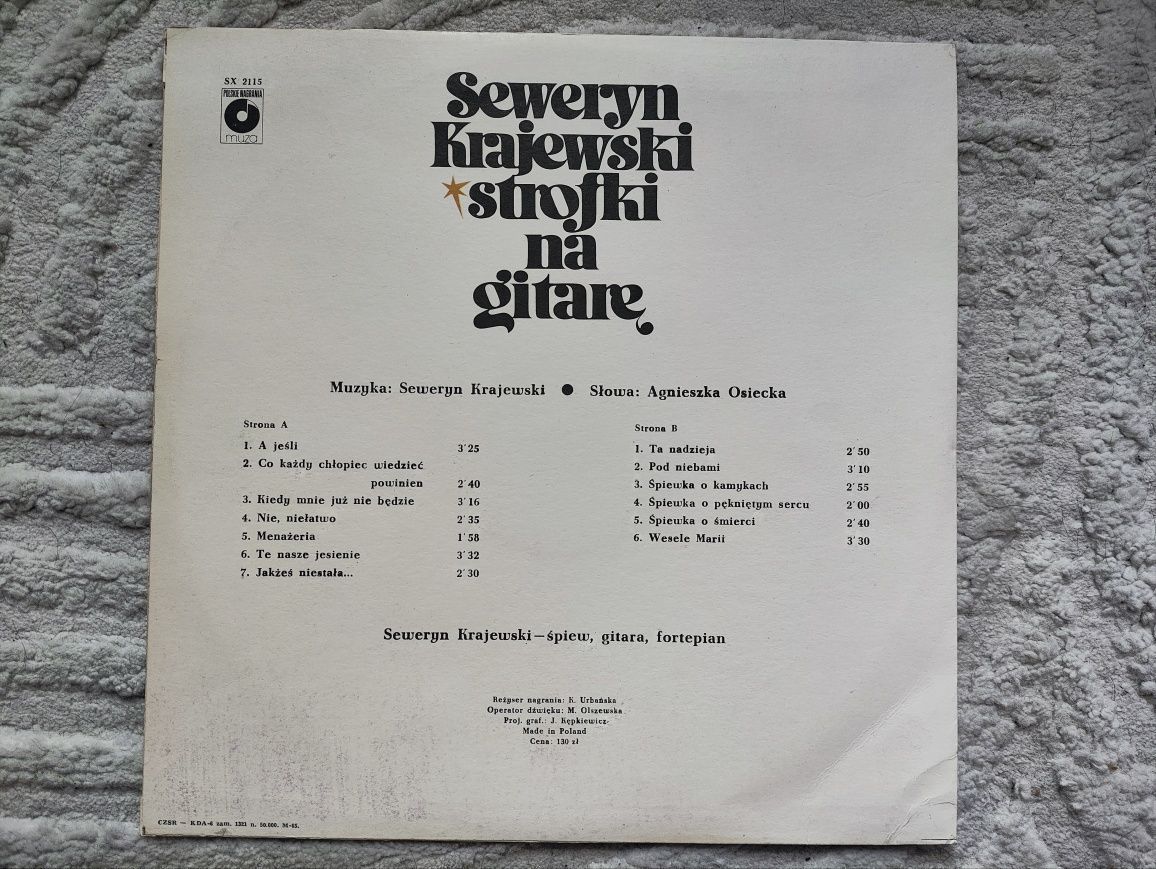 SX 2115
POLSKIE NAGRANIA
muza
Seweryn
Krajewski
strofki
na
gitarę
Muzyka: Seweryn Krajewski ● Słowa: Agnieszka Osiecka
Strona A
1. A jeśli 3'25
2. Co każdy chłopiec wiedzieć
powinien 2'40
3. Kiedy mnie już nie będzie 3'16
4. Nie, niełatwo 2'35
5. Menażeria 1'58
6. Te nasze jesienie 3'32
7. Jakżeś niestała... 2'30
Strona B
1. Ta nadzieja 2'50
2. Pod niebami 3'10
3. Śpiewka o kamykach 2'55
4. Śpiewka o pękniętym sercu 2'00
5. Śpiewka o śmierci 2'40
6. Wesele Marii 3'30
Seweryn Krajewski—śpiew, gitara, fortepian
Reżyser nagrania: K. Urbańska
Operator dźwięku: M. Olszewska
Proj. graf.: J. Kępkiewicz
Made in Poland
Cena: 130 zł
CZSR — KDA-6 zam. 1321 n. 50.000. M-85.